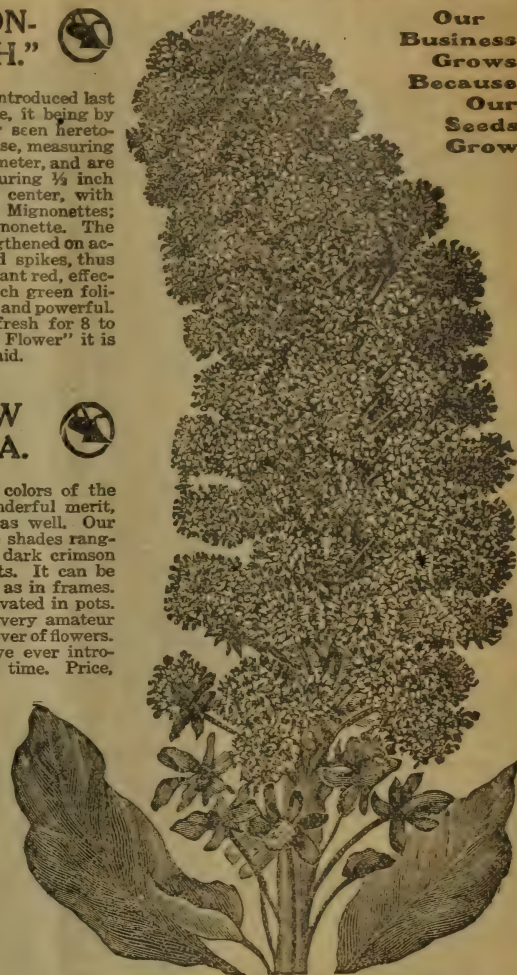 ON-
H.”
ntroduced last
e, it being by
r seen hereto-
se, measuring
meter, and are
uring ½ inch
center, with
Mignonettes;
monette. The
gthened on ac-
d spikes, thus
ant red, effec-
ch green foli-
and powerful.
fresh for 8 to
Flower” it is
aid.
W
A.
colors of the
nderful merit,
as well. Our
shades rang-
dark crimson
ts. It can be
as in frames.
vated in pots.
very amateur
ver of flowers.
ve ever intro-
time. Price,
Our
Business
Grows
Because
Our
Seeds
Grow